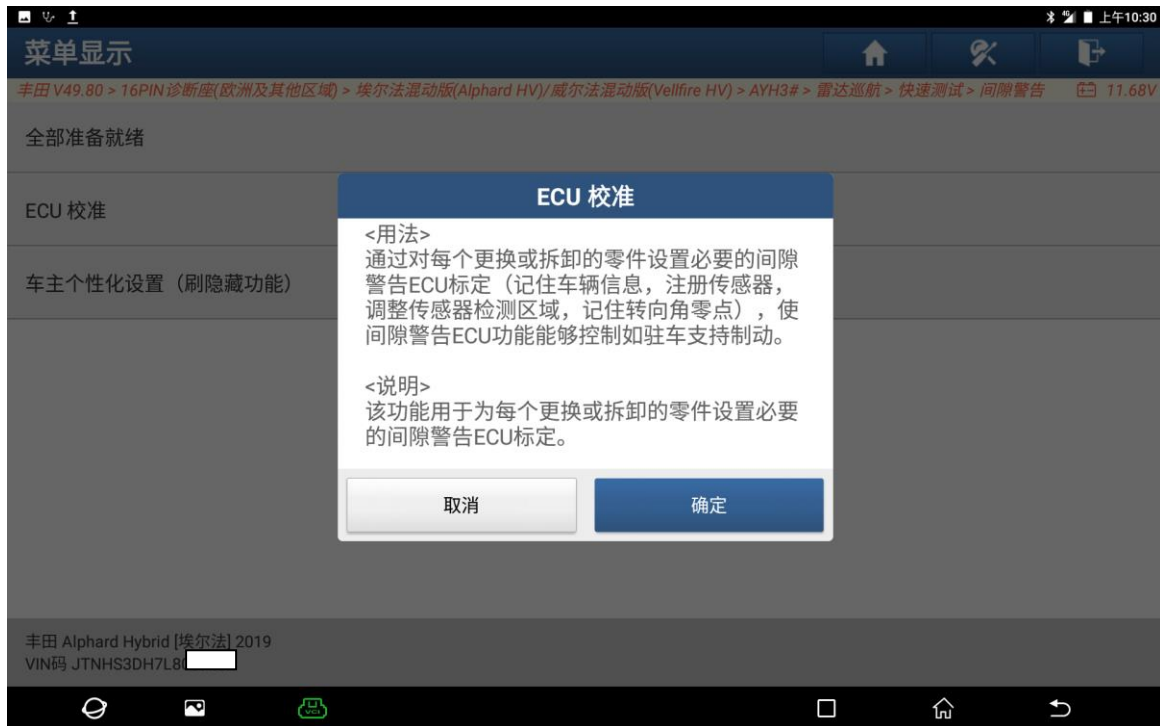 4G 上午10:30
菜单显示
丰田 V49.80 > 16PIN诊断座(欧洲及其他区域) > 埃尔法混动版(Alphard HV)/威尔法混动版(Vellfire HV) > AYH3# > 雷达巡航 > 快速测试 > 间隙警告 11.68V
全部准备就绪
ECU 校准
车主个性化设置（刷隐藏功能）
ECU 校准
<用法>
通过对每个更换或拆卸的零件设置必要的间隙
警告ECU标定（记住车辆信息，注册传感器，
调整传感器检测区域，记住转向角零点），使
间隙警告ECU功能能够控制如驻车支持制动。
<说明>
该功能用于为每个更换或拆卸的零件设置必要
的间隙警告ECU标定。
取消 确定
丰田 Alphard Hybrid [埃尔法] 2019
VIN码 JTNHS3DH7L8
VCI